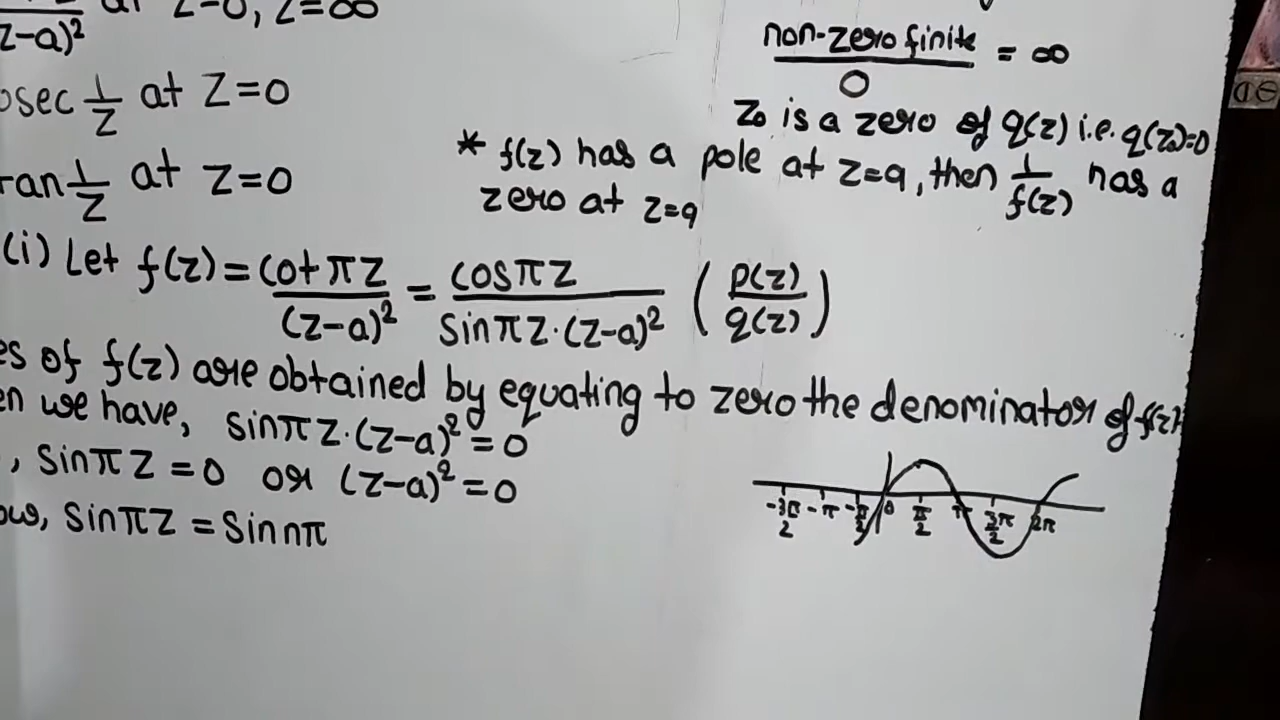 (z-a)² at z=0, z=∞
osec 1/z at z=0
tan 1/z at z=0
non-zero finite / 0 = ∞
z₀ is a zero of q(z) i.e. q(z₀)=0
* f(z) has a pole at z=a, then 1/f(z) has a
zero at z=a
(i) Let f(z) = cotπz / (z-a)² = cosπz / sinπz·(z-a)² (p(z)/q(z))
es of f(z) are obtained by equating to zero the denominator of f(z)
en we have, sinπz·(z-a)² = 0
, sinπz = 0 or (z-a)² = 0
ow, sinπz = sin nπ
-3π/2 -π -π/2 0 π/2 π 3π/2 2π